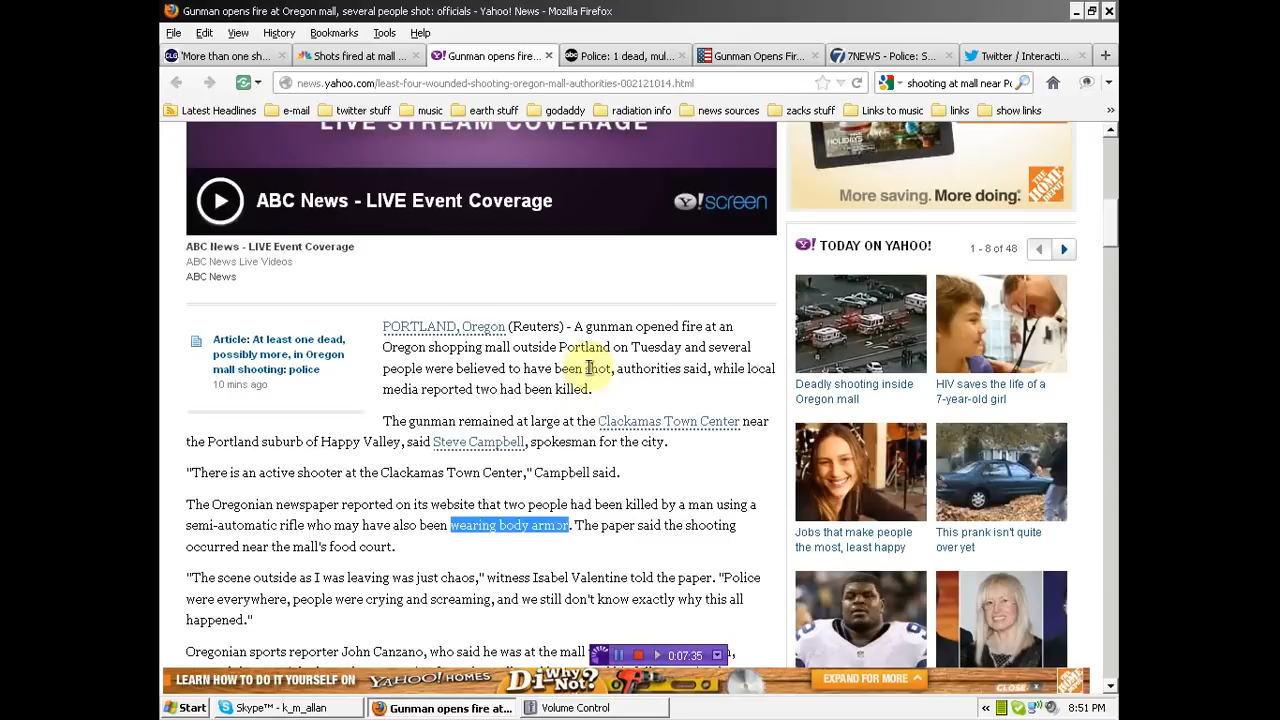 Gunman opens fire at Oregon mall, several people shot: officials - Yahoo! News - Mozilla Firefox
File Edit View History Bookmarks Tools Help
'More than one sh...
Shots fired at mall ...
Gunman opens fire...
Police: 1 dead, mul...
Gunman Opens Fir...
7NEWS - Police: S...
Twitter / Interacti...
news.yahoo.com/least-four-wounded-shooting-oregon-mall-authorities-002121014.html
shooting at mall near Po
Latest Headlines e-mail twitter stuff music earth stuff godaddy radiation info news sources zacks stuff Links to music links show links »
LIVE STREAM COVERAGE
ABC News - LIVE Event Coverage
Y! screen
ABC News - LIVE Event Coverage
ABC News Live Videos
ABC News
Article: At least one dead,
possibly more, in Oregon
mall shooting: police
10 mins ago
PORTLAND, Oregon (Reuters) - A gunman opened fire at an
Oregon shopping mall outside Portland on Tuesday and several
people were believed to have been shot, authorities said, while local
media reported two had been killed.
The gunman remained at large at the Clackamas Town Center near
the Portland suburb of Happy Valley, said Steve Campbell, spokesman for the city.
"There is an active shooter at the Clackamas Town Center," Campbell said.
The Oregonian newspaper reported on its website that two people had been killed by a man using a
semi-automatic rifle who may have also been wearing body armor. The paper said the shooting
occurred near the mall's food court.
"The scene outside as I was leaving was just chaos," witness Isabel Valentine told the paper. "Police
were everywhere, people were crying and screaming, and we still don't know exactly why this all
happened."
Oregonian sports reporter John Canzano, who said he was at the mall
0:07:35
HOLIDAYS
More saving. More doing.
THE HOME DEPOT
Y! TODAY ON YAHOO!
1 - 8 of 48
Deadly shooting inside
Oregon mall
HIV saves the life of a
7-year-old girl
Jobs that make people
the most, least happy
This prank isn't quite
over yet
LEARN HOW TO DO IT YOURSELF ON YAHOO! HOMES
D-Why Not?
EXPAND FOR MORE
CLOSE
Start
Skype™ - k_n_allan
Gunman opens fire at...
Volume Control
«
8:51 PM